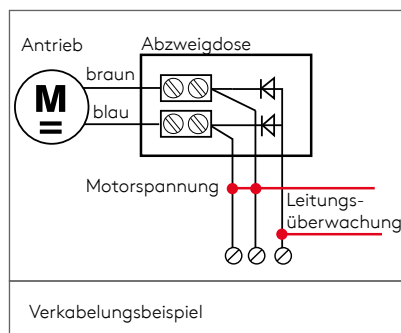 Antrieb
Abzweigdose
braun
M
blau
Motorspannung
Leitungs-
überwachung
Verkabelungsbeispiel